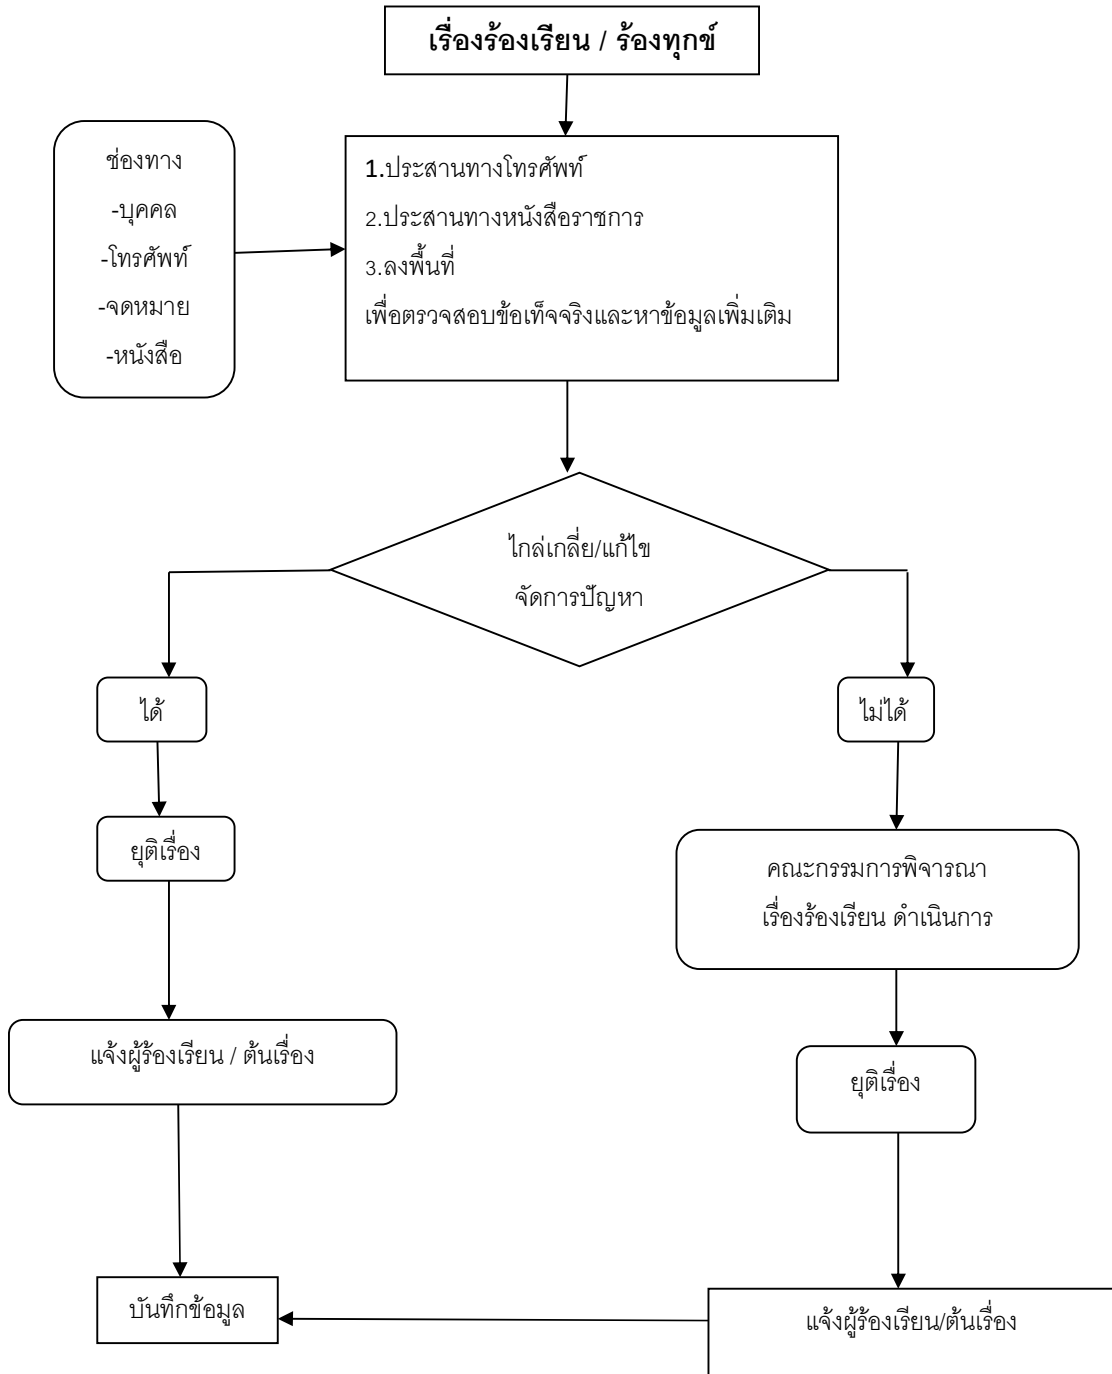 เรื่องร้องเรียน / ร้องทุกข์
ช่องทาง
-บุคคล
-โทรศัพท์
-จดหมาย
-หนังสือ
1.ประสานทางโทรศัพท์
2.ประสานทางหนังสือราชการ
3.ลงพื้นที่
เพื่อตรวจสอบข้อเท็จจริงและหาข้อมูลเพิ่มเติม
ไกล่เกลี่ย/แก้ไข
จัดการปัญหา
ได้
ไม่ได้
ยุติเรื่อง
คณะกรรมการพิจารณา
เรื่องร้องเรียน ดำเนินการ
แจ้งผู้ร้องเรียน / ต้นเรื่อง
ยุติเรื่อง
บันทึกข้อมูล
แจ้งผู้ร้องเรียน/ต้นเรื่อง